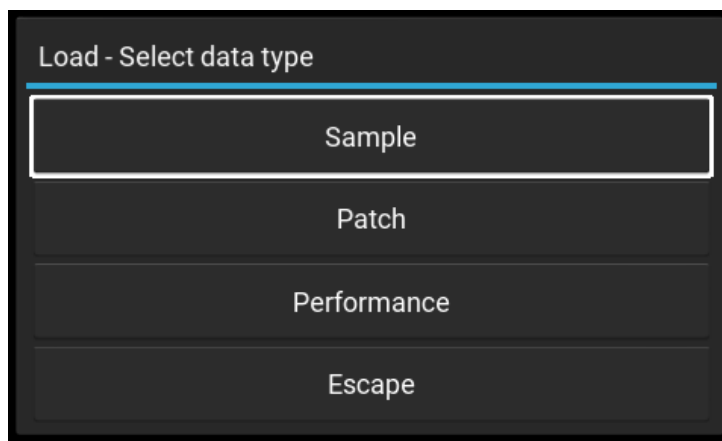 Load - Select data type
Sample
Patch
Performance
Escape